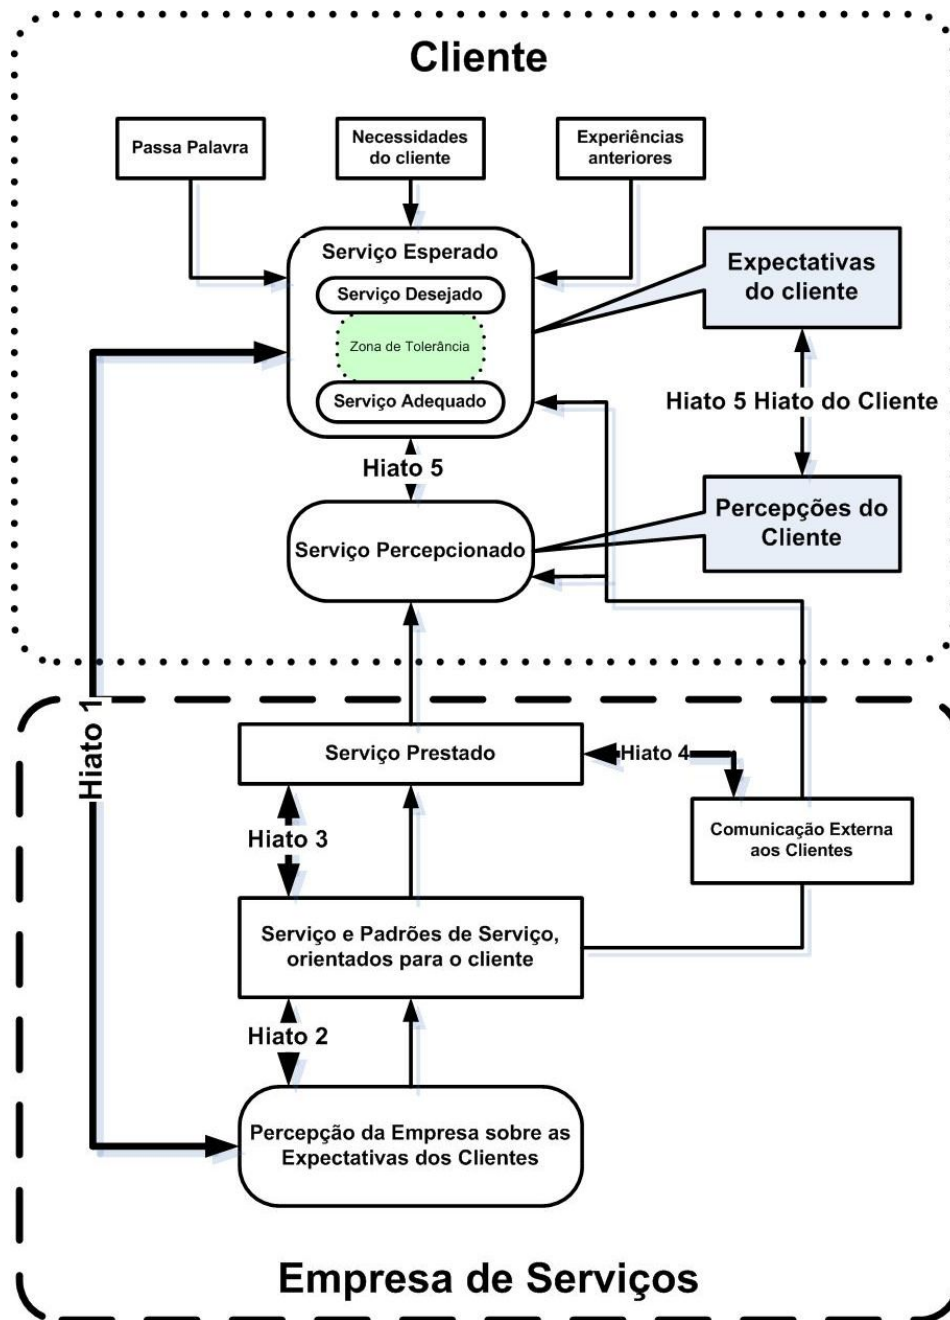 Cliente
Passa Palavra
Necessidades
do cliente
Experiências
anteriores
Serviço Esperado
Serviço Desejado
Zona de Tolerância
Serviço Adequado
Expectativas
do cliente
Hiato 5 Hiato do Cliente
Hiato 5
Percepções do
Cliente
Serviço Percepcionado
Hiato 1
Serviço Prestado
Hiato 4
Comunicação Externa
aos Clientes
Hiato 3
Serviço e Padrões de Serviço,
orientados para o cliente
Hiato 2
Percepção da Empresa sobre as
Expectativas dos Clientes
Empresa de Serviços